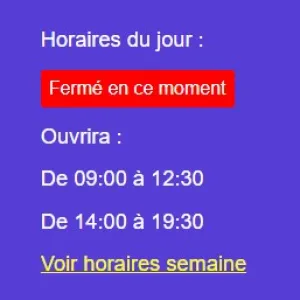 Horaires du jour :
Fermé en ce moment
Ouvrira :
De 09:00 à 12:30
De 14:00 à 19:30
Voir horaires semaine